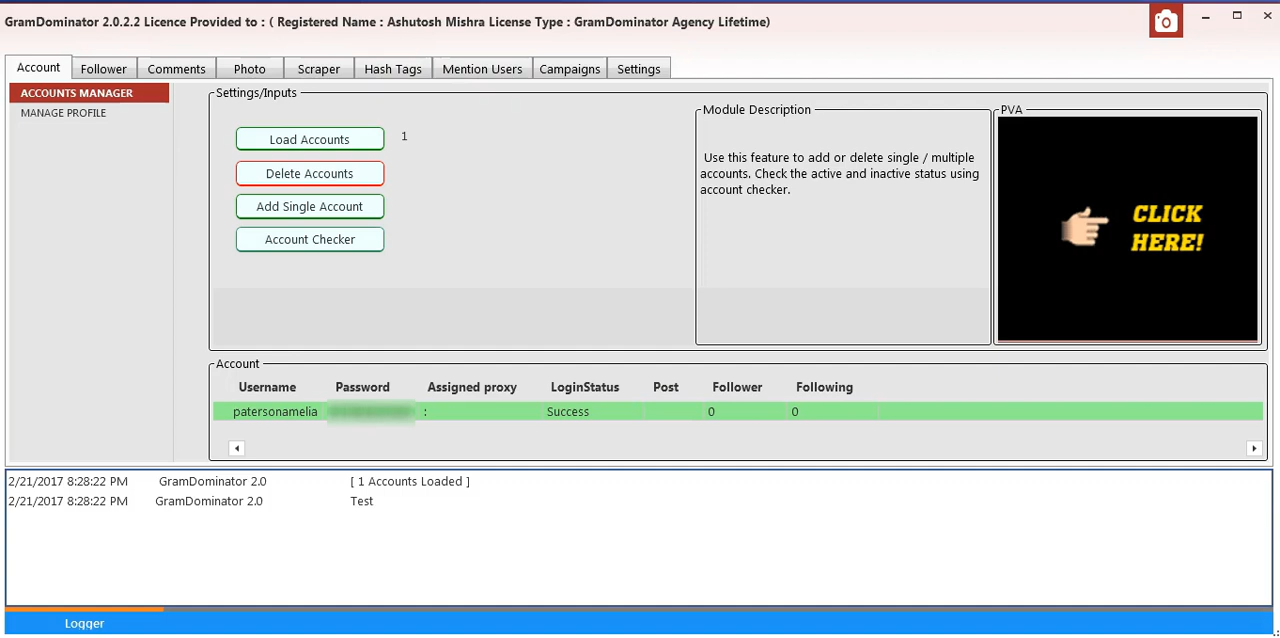 GramDominator 2.0.2.2 Licence Provided to : ( Registered Name : Ashutosh Mishra License Type : GramDominator Agency Lifetime)
Account Follower Comments Photo Scraper Hash Tags Mention Users Campaigns Settings
ACCOUNTS MANAGER
MANAGE PROFILE
Settings/Inputs
Load Accounts 1
Delete Accounts
Add Single Account
Account Checker
Module Description
Use this feature to add or delete single / multiple
accounts. Check the active and inactive status using
account checker.
PVA
CLICK
HERE!
Account
Username Password Assigned proxy LoginStatus Post Follower Following
patersonamelia : Success 0 0
2/21/2017 8:28:22 PM GramDominator 2.0 [ 1 Accounts Loaded ]
2/21/2017 8:28:22 PM GramDominator 2.0 Test
Logger